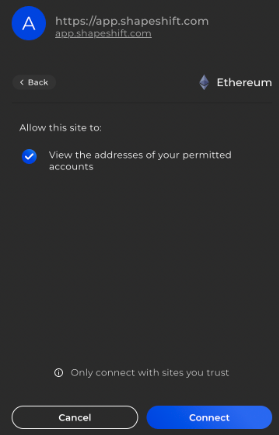 A
https://app.shapeshift.com
app.shapeshift.com
< Back
Ethereum
Allow this site to:
View the addresses of your permitted
accounts
Only connect with sites you trust
Cancel
Connect